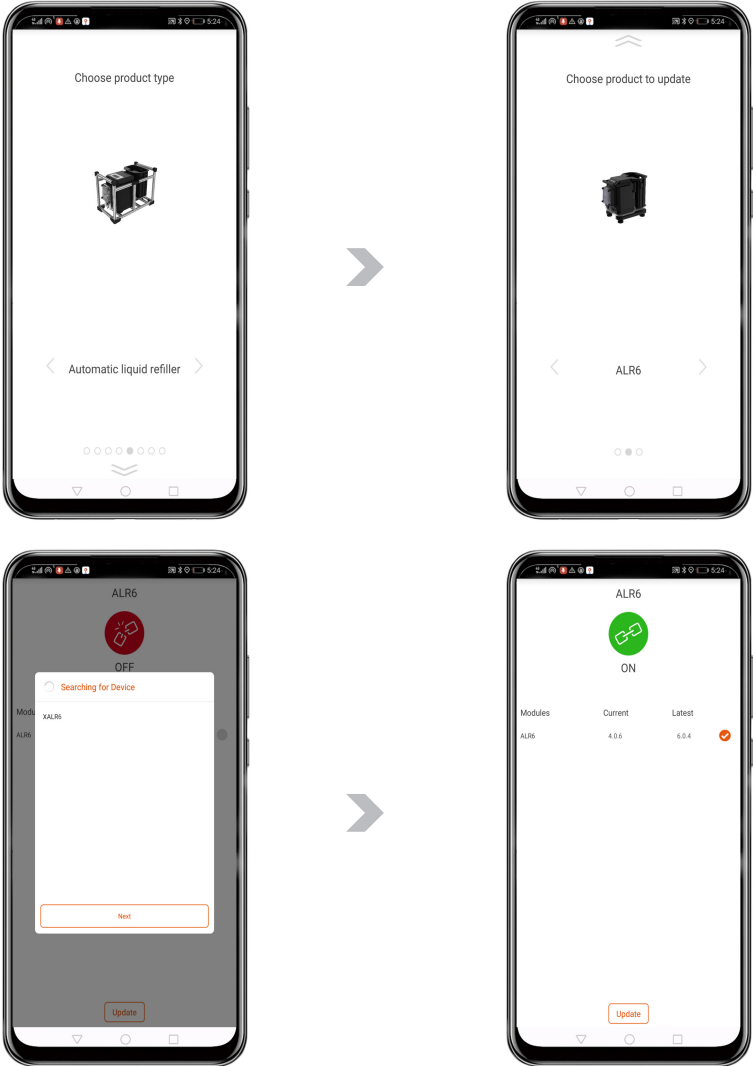 5:24
Choose product type
Automatic liquid refiller
5:24
Choose product to update
ALR6
5:24
ALR6
OFF
Searching for Device
Modu
XALR6
ALR6
Next
Update
5:24
ALR6
ON
Modules Current Latest
ALR6 4.0.6 6.0.4
Update